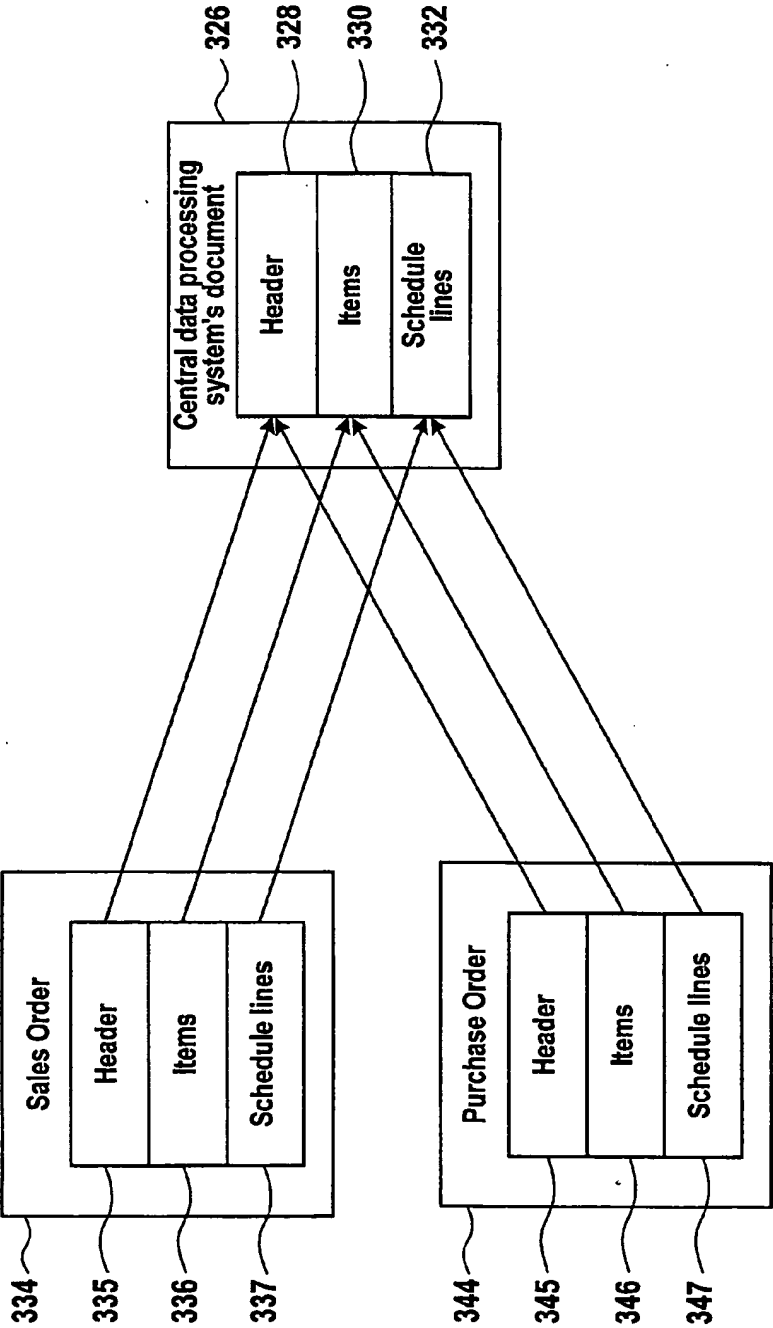 334
Sales Order
335
Header
336
Items
337
Schedule lines
344
Purchase Order
345
Header
346
Items
347
Schedule lines
Central data processing
system's document
326
Header
328
Items
330
Schedule
lines
332